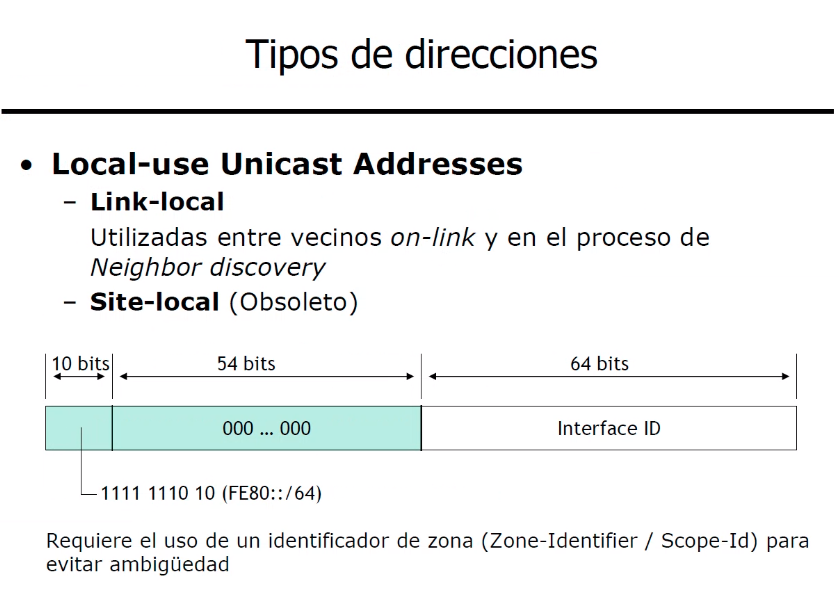 Tipos de direcciones
• Local-use Unicast Addresses
– Link-local
Utilizadas entre vecinos on-link y en el proceso de
Neighbor discovery
– Site-local (Obsoleto)
10 bits 54 bits 64 bits
000 ... 000 Interface ID
1111 1110 10 (FE80::/64)
Requiere el uso de un identificador de zona (Zone-Identifier / Scope-Id) para
evitar ambigüedad